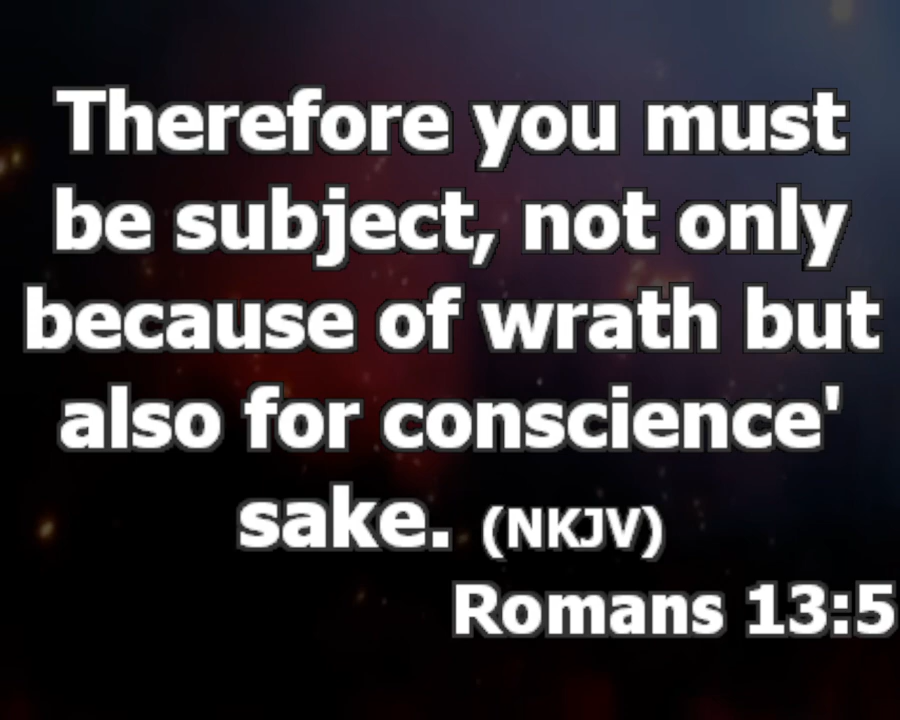 Therefore you must
be subject, not only
because of wrath but
also for conscience'
sake. (NKJV)
Romans 13:5